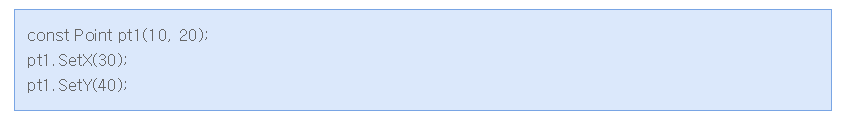 const Point pt1(10, 20);
pt1.SetX(30);
pt1.SetY(40);